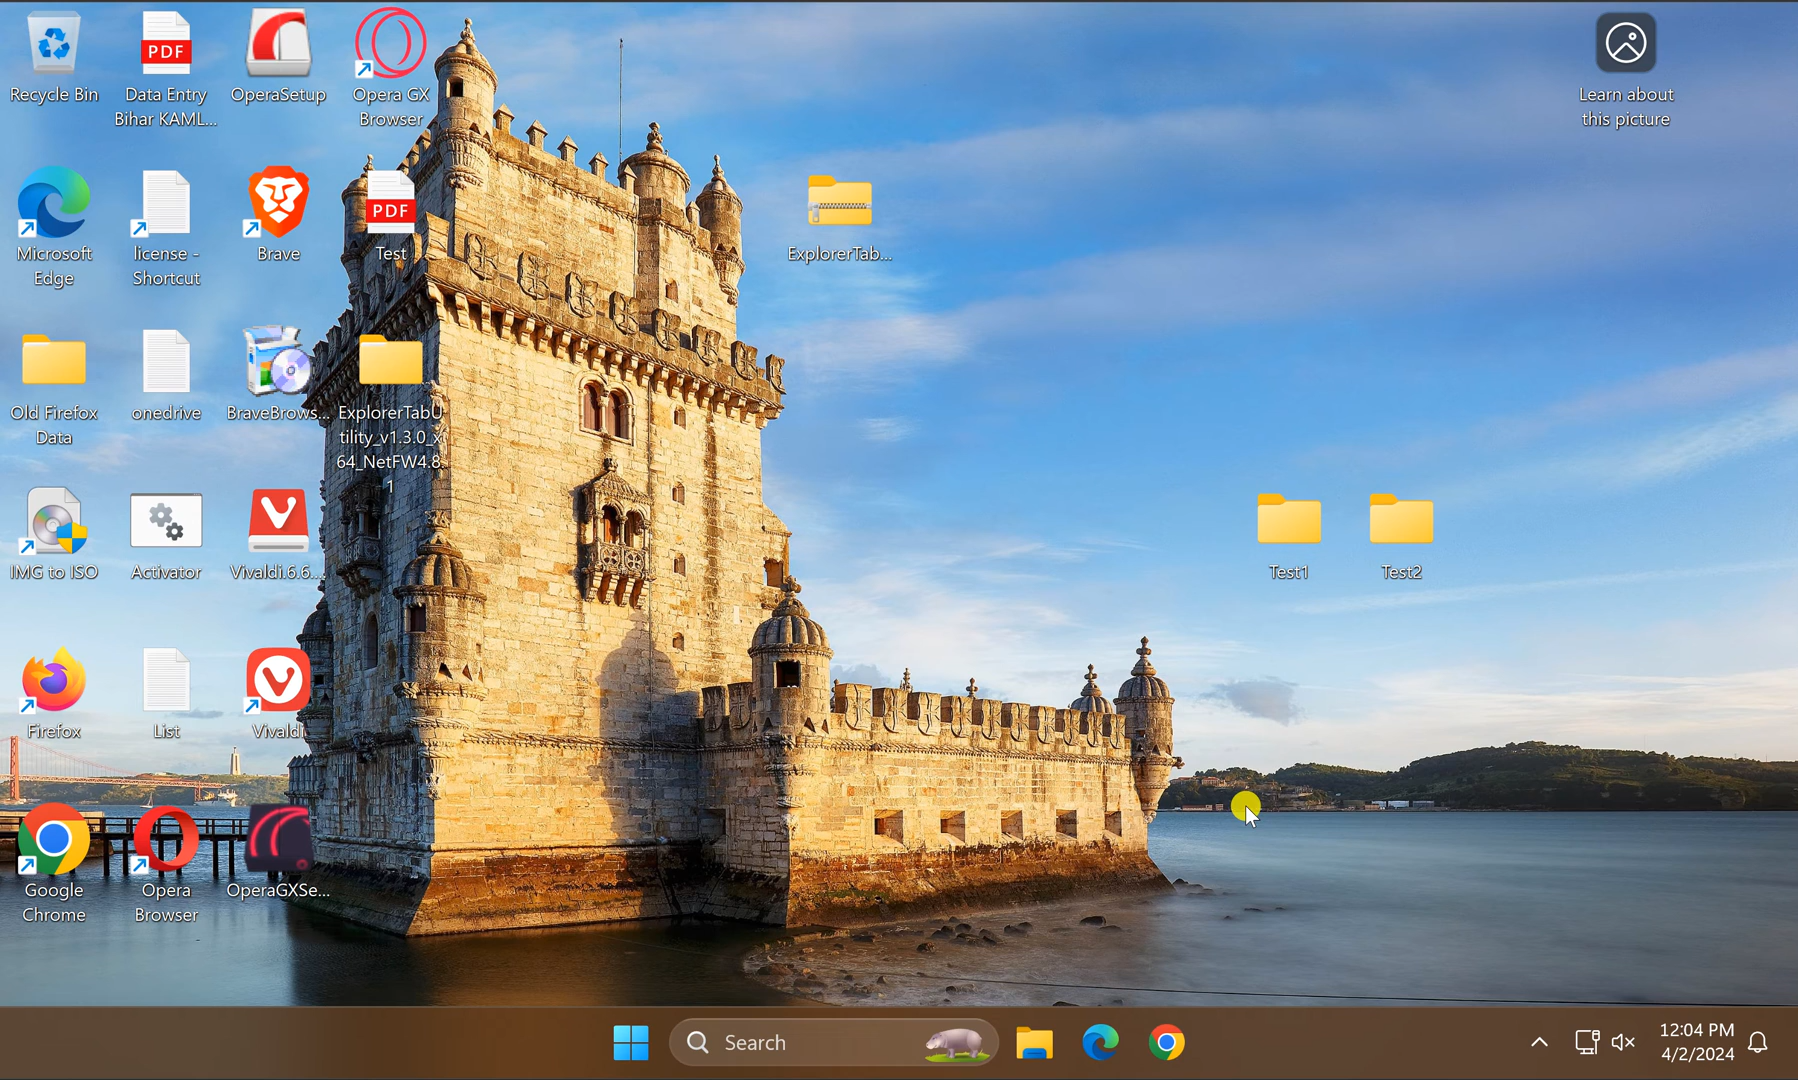 Recycle Bin
PDF
Data Entry
Bihar KAML...
OperaSetup
Opera GX
Browser
Learn about
this picture
Microsoft
Edge
license -
Shortcut
Brave
PDF
Test
ExplorerTab...
Old Firefox
Data
onedrive
BraveBrows...
ExplorerTabU
tility_v1.3.0_x
64_NetFW4.8.
1
IMG to ISO
Activator
Vivaldi.6.6....
Test1
Test2
Firefox
List
Vivaldi
Google
Chrome
Opera
Browser
OperaGXSe...
Search
12:04 PM
4/2/2024